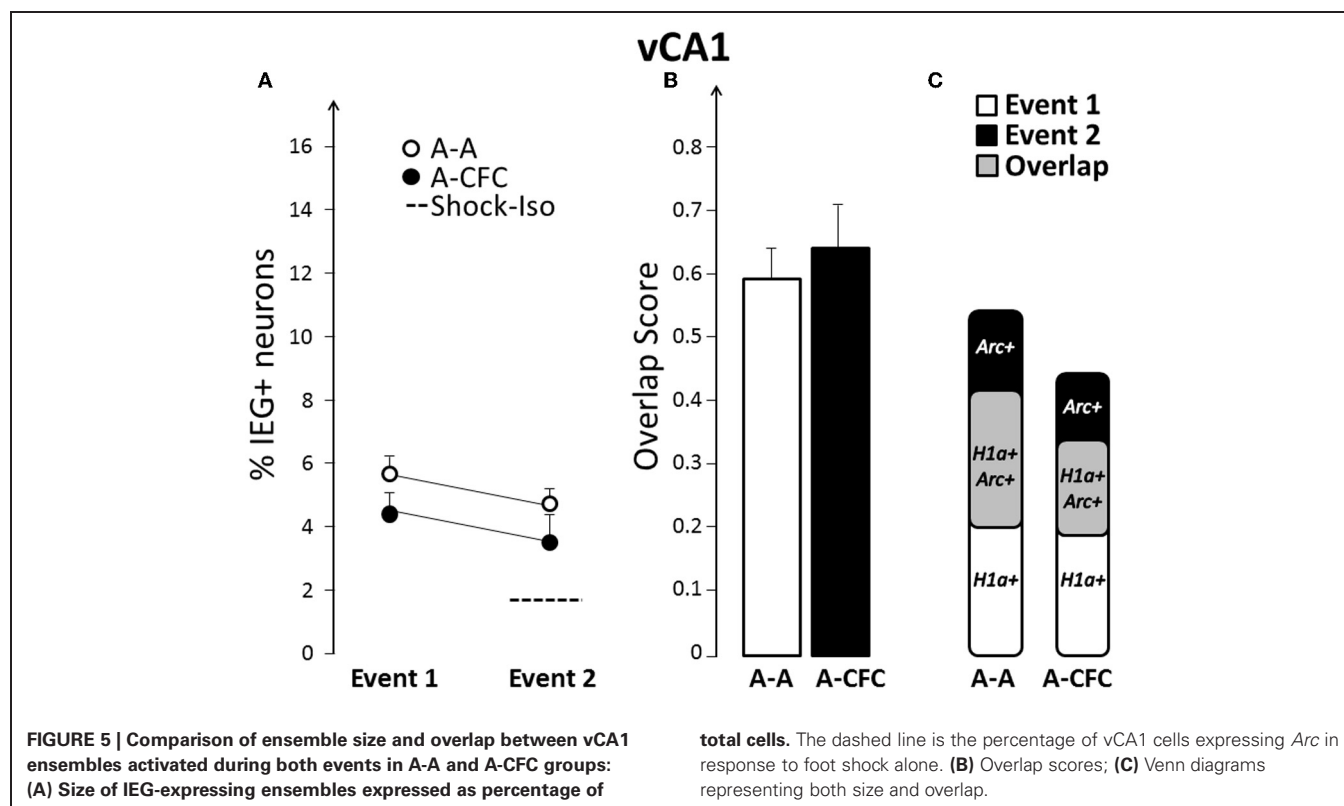 vCA1
A
B
C
16
14
12
10
8
6
4
2
0
% IEG+ neurons
A-A
A-CFC
--Shock-Iso
Event 1
Event 2
0.8
0.7
0.6
0.5
0.4
0.3
0.2
0.1
0
Overlap Score
A-A
A-CFC
Event 1
Event 2
Overlap
Arc+
H1a+
Arc+
H1a+
Arc+
H1a+
Arc+
H1a+
A-A
A-CFC
FIGURE 5 | Comparison of ensemble size and overlap between vCA1
ensembles activated during both events in A-A and A-CFC groups:
(A) Size of IEG-expressing ensembles expressed as percentage of
total cells. The dashed line is the percentage of vCA1 cells expressing Arc in
response to foot shock alone. (B) Overlap scores; (C) Venn diagrams
representing both size and overlap.